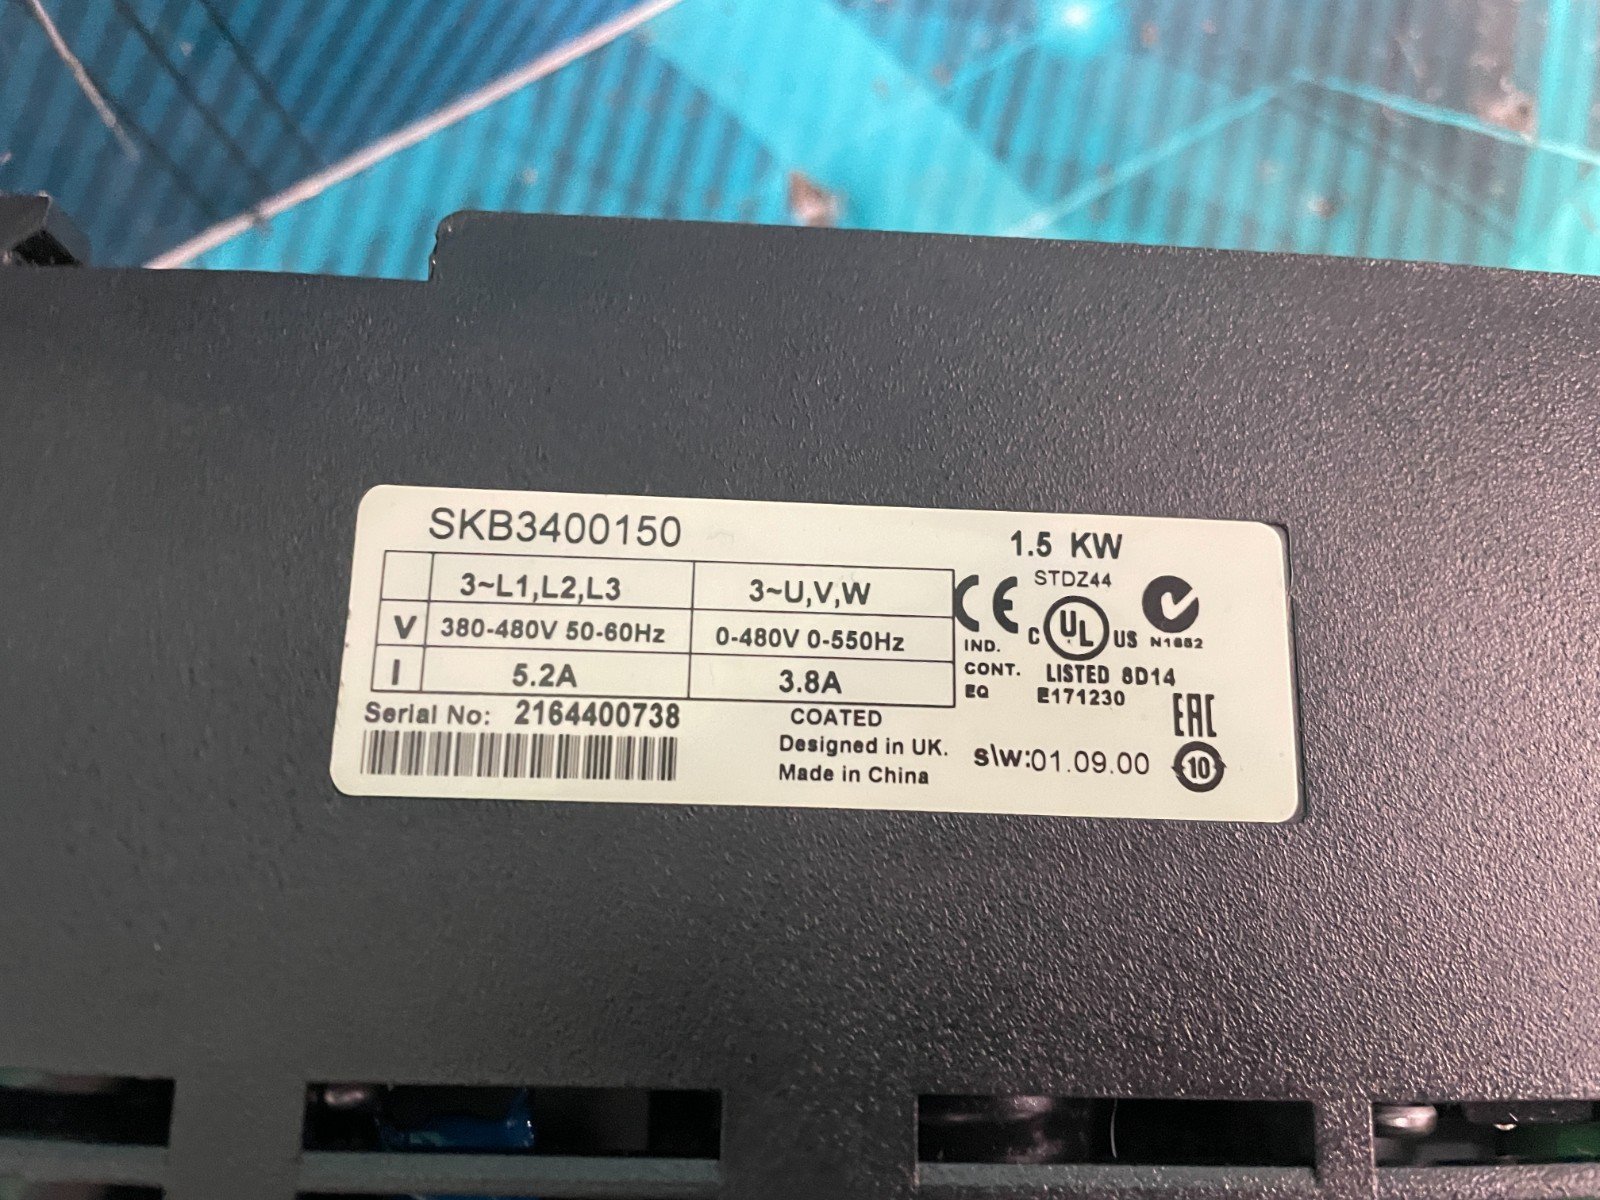 SKB3400150
1.5 KW
3~L1,L2,L3 3~U,V,W
V 380-480V 50-60Hz 0-480V 0-550Hz
I 5.2A 3.8A
Serial No: 2164400738
COATED
Designed in UK.
Made in China
CE
STDZ44
C UL US
N1652
IND.
CONT.
EQ
LISTED 8D14
E171230
EAC
s\w:01.09.00
10